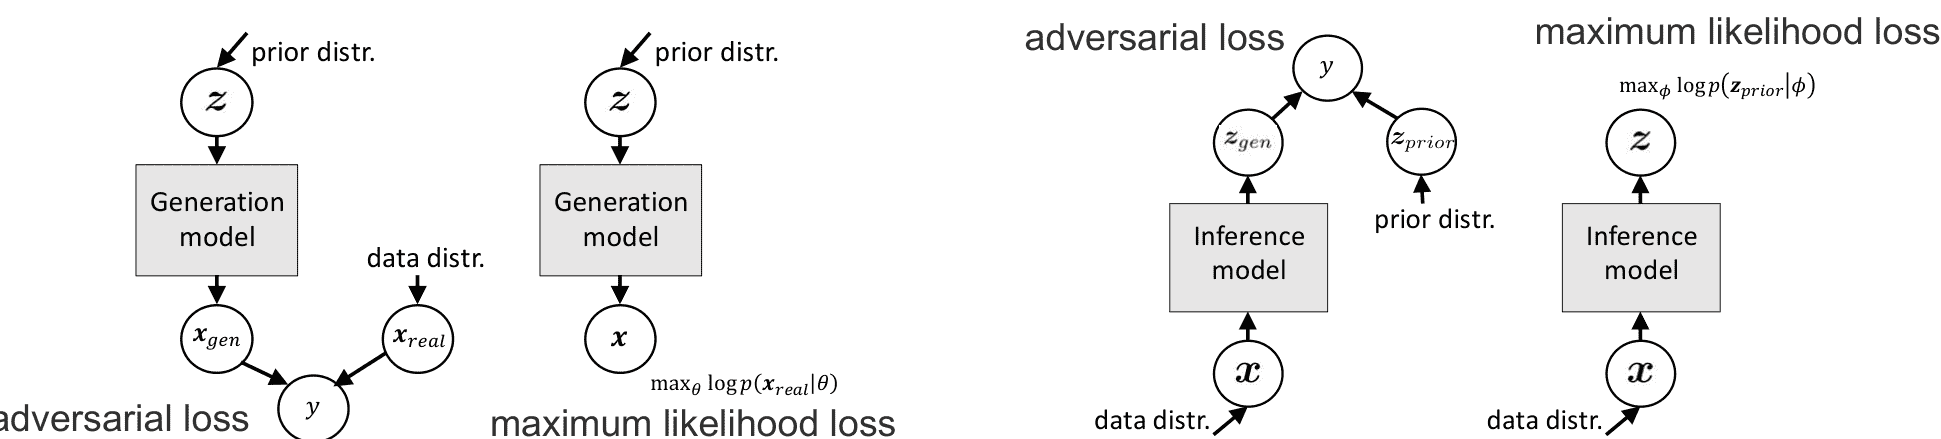 prior distr.
z
Generation
model
data distr.
x_gen
x_real
y
adversarial loss
prior distr.
z
Generation
model
x
max_θ log p(x_real|θ)
maximum likelihood loss
adversarial loss
y
z_gen
z_prior
prior distr.
Inference
model
x
data distr.
maximum likelihood loss
max_ϕ log p(z_prior|ϕ)
z
Inference
model
x
data distr.